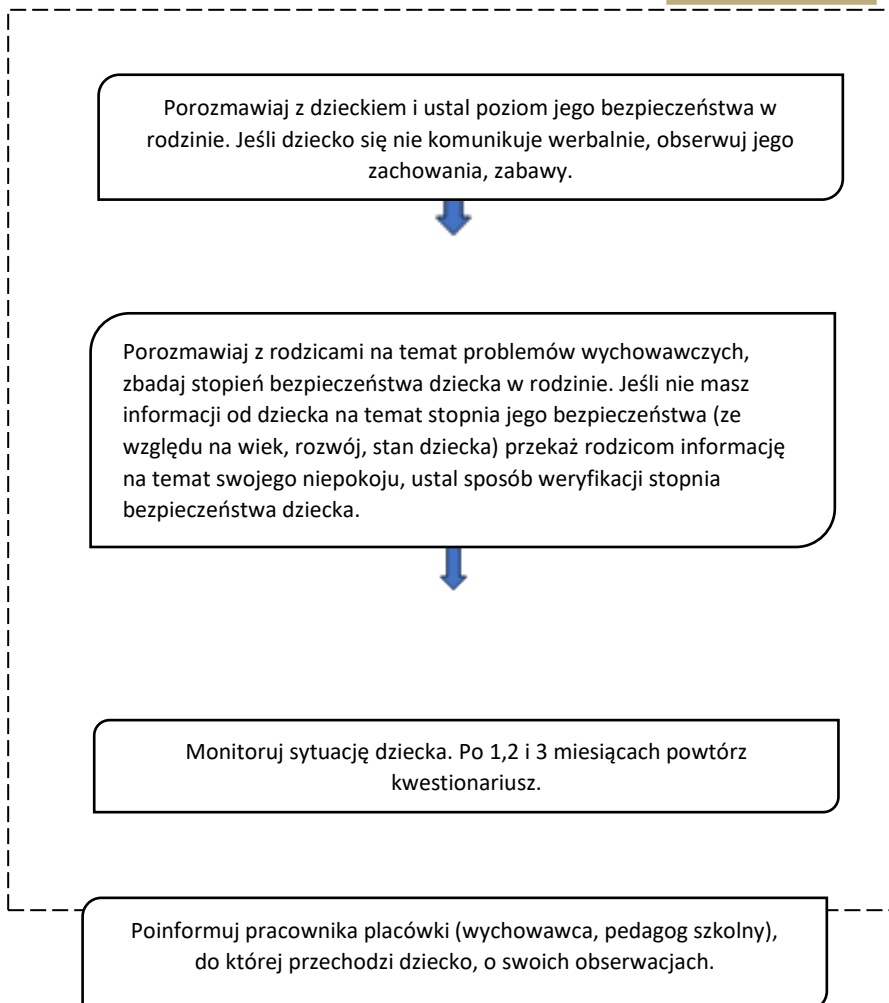 Porozmawiaj z dzieckiem i ustal poziom jego bezpieczeństwa w
rodzinie. Jeśli dziecko się nie komunikuje werbalnie, obserwuj jego
zachowania, zabawy.
Porozmawiaj z rodzicami na temat problemów wychowawczych,
zbadaj stopień bezpieczeństwa dziecka w rodzinie. Jeśli nie masz
informacji od dziecka na temat stopnia jego bezpieczeństwa (ze
względu na wiek, rozwój, stan dziecka) przekaż rodzicom informację
na temat swojego niepokoju, ustal sposób weryfikacji stopnia
bezpieczeństwa dziecka.
Monitoruj sytuację dziecka. Po 1,2 i 3 miesiącach powtórz
kwestionariusz.
Poinformuj pracownika placówki (wychowawca, pedagog szkolny),
do której przechodzi dziecko, o swoich obserwacjach.